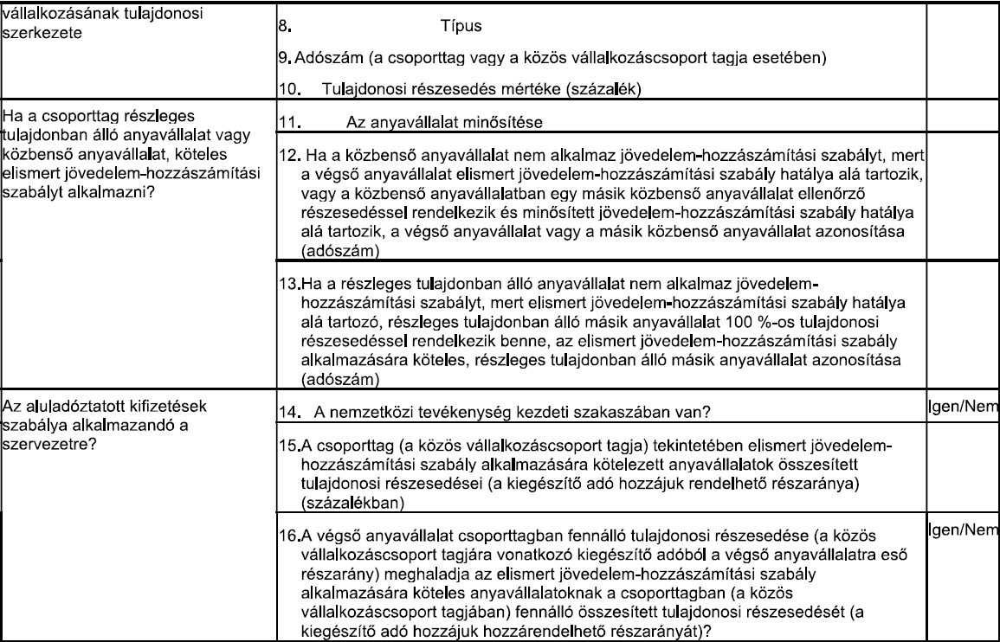 vállalkozásának tulajdonosi
szerkezete
8. Típus
9. Adószám (a csoporttag vagy a közös vállalkozáscsoport tagja esetében)
10. Tulajdonosi részesedés mértéke (százalék)
Ha a csoporttag részleges
tulajdonban álló anyavállalat vagy
közbenső anyavállalat, köteles
elismert jövedelem-hozzászámítási
szabályt alkalmazni?
11. Az anyavállalat minősítése
12. Ha a közbenső anyavállalat nem alkalmaz jövedelem-hozzászámítási szabályt, mert
a végső anyavállalat elismert jövedelem-hozzászámítási szabály hatálya alá tartozik,
vagy a közbenső anyavállalatban egy másik közbenső anyavállalat ellenőrző
részesedéssel rendelkezik és minősített jövedelem-hozzászámítási szabály hatálya
alá tartozik, a végső anyavállalat vagy a másik közbenső anyavállalat azonosítása
(adószám)
13.Ha a részleges tulajdonban álló anyavállalat nem alkalmaz jövedelem-
hozzászámítási szabályt, mert elismert jövedelem-hozzászámítási szabály hatálya
alá tartozó, részleges tulajdonban álló másik anyavállalat 100 %-os tulajdonosi
részesedéssel rendelkezik benne, az elismert jövedelem-hozzászámítási szabály
alkalmazására köteles, részleges tulajdonban álló másik anyavállalat azonosítása
(adószám)
Az aluladóztatott kifizetések
szabálya alkalmazandó a
szervezetre?
14. A nemzetközi tevékenység kezdeti szakaszában van?
Igen/Nem
15.A csoporttag (a közös vállalkozáscsoport tagja) tekintetében elismert jövedelem-
hozzászámítási szabály alkalmazására kötelezett anyavállalatok összesített
tulajdonosi részesedései (a kiegészítő adó hozzájuk rendelhető részaránya)
(százalékban)
16.A végső anyavállalat csoporttagban fennálló tulajdonosi részesedése (a közös
vállalkozáscsoport tagjára vonatkozó kiegészítő adóból a végső anyavállalatra eső
részarány) meghaladja az elismert jövedelem-hozzászámítási szabály
alkalmazására köteles anyavállalatoknak a csoporttagban (a közös
vállalkozáscsoport tagjában) fennálló összesített tulajdonosi részesedését (a
kiegészítő adó hozzájuk hozzárendelhető részarányát)?
Igen/Nem